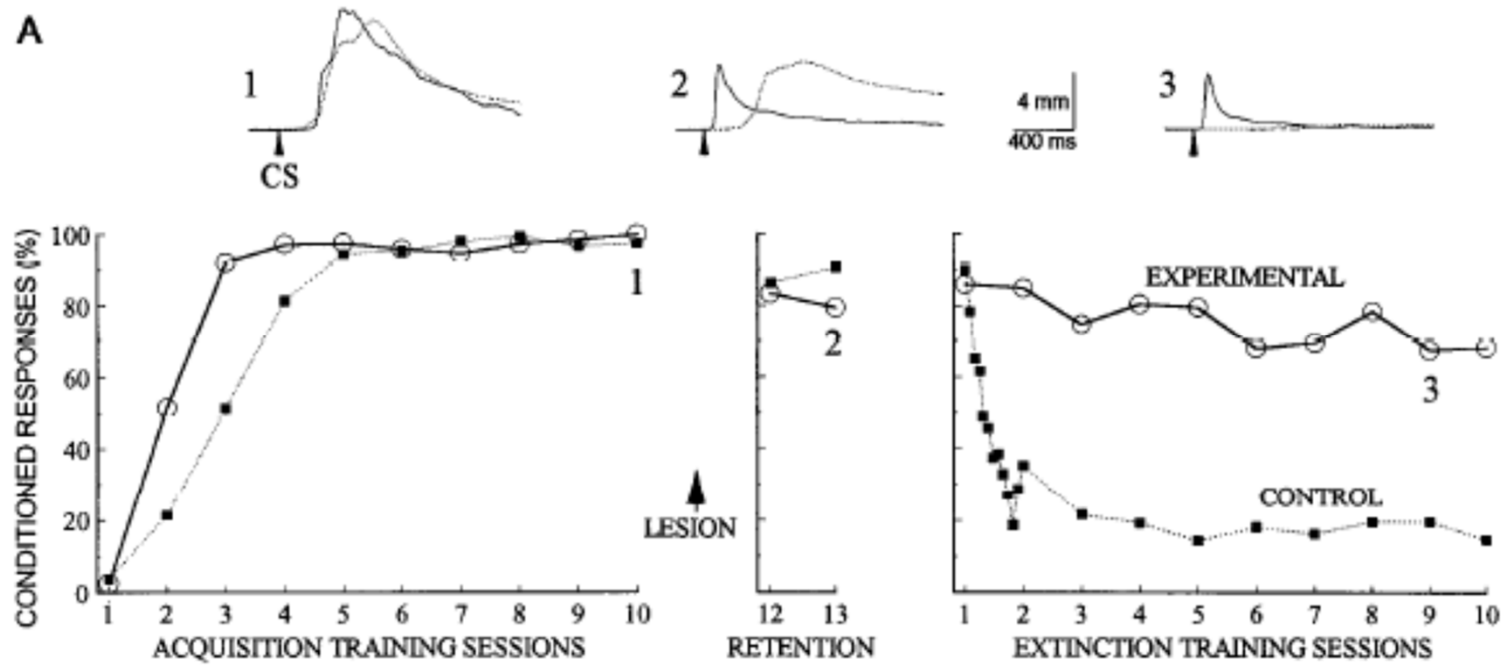 A
1
2
3
4 mm
400 ms
CS
CONDITIONED RESPONSES (%)
100
80
60
40
20
0
1
2
3
EXPERIMENTAL
CONTROL
LESION
1 2 3 4 5 6 7 8 9 10
12 13
1 2 3 4 5 6 7 8 9 10
ACQUISITION TRAINING SESSIONS
RETENTION
EXTINCTION TRAINING SESSIONS